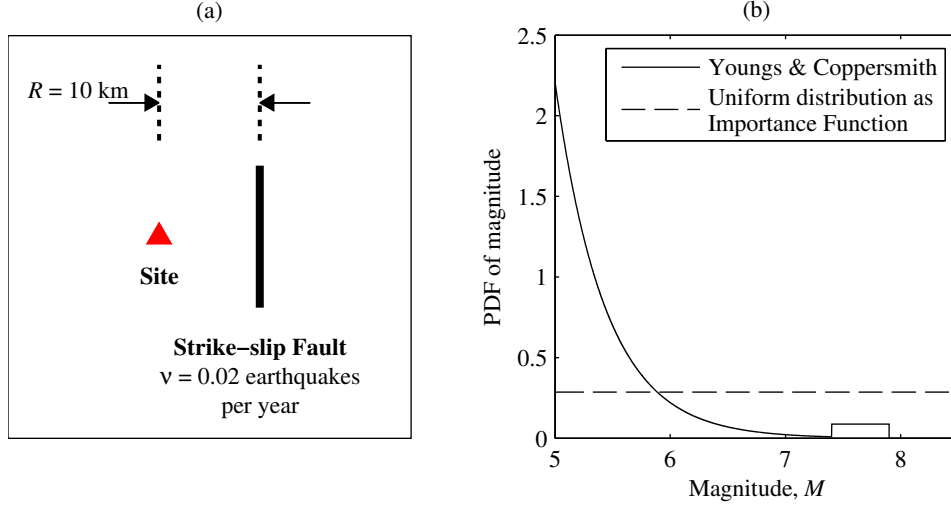 (a)
R = 10 km
Site
Strike−slip Fault
ν = 0.02 earthquakes
per year
(b)
2.5
2
1.5
1
0.5
0
PDF of magnitude
Youngs & Coppersmith
Uniform distribution as
Importance Function
5
6
7
8
Magnitude, M